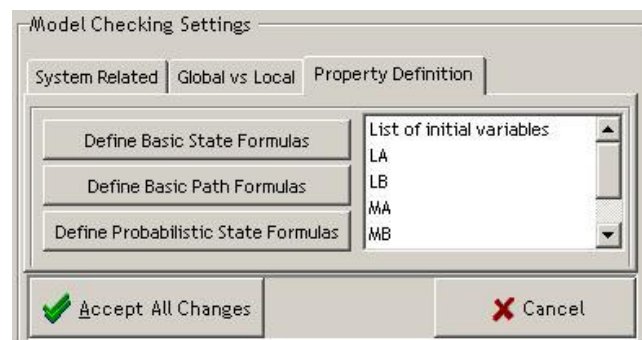 Model Checking Settings
System Related Global vs Local Property Definition
Define Basic State Formulas
Define Basic Path Formulas
Define Probabilistic State Formulas
List of initial variables
LA
LB
MA
MB
Accept All Changes
Cancel